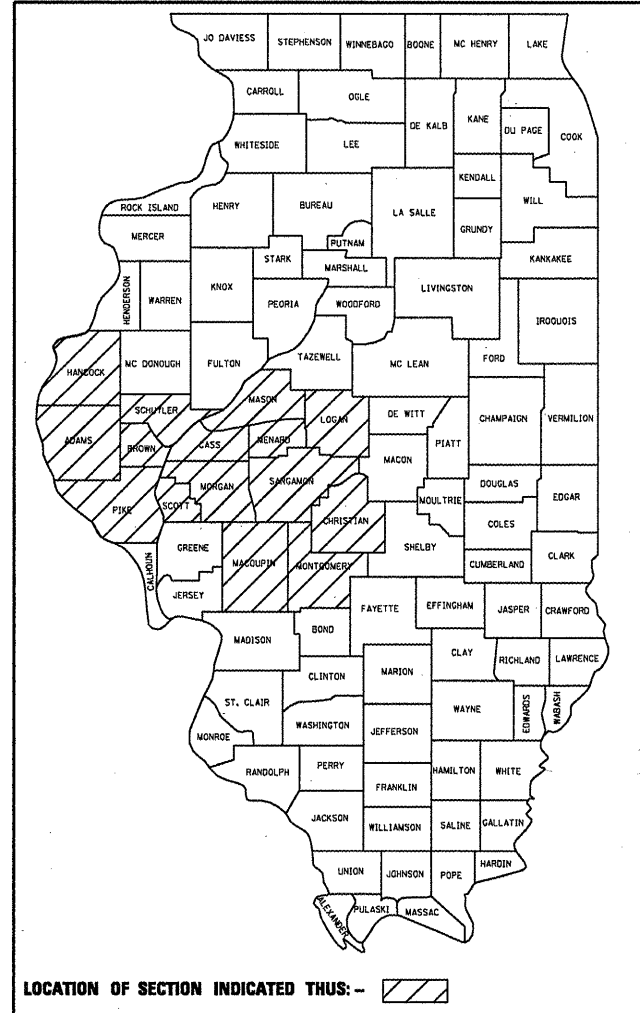 JO DAVIESS STEPHENSON WINNEBAGO BOONE MC HENRY LAKE
CARROLL OGLE DE KALB KANE DU PAGE COOK
WHITESIDE LEE KENDALL WILL
ROCK ISLAND HENRY BUREAU LA SALLE GRUNDY
MERCER PUTNAM KANKAKEE
STARK MARSHALL
HENDERSON WARREN KNOX PEORIA WOODFORD LIVINGSTON IROQUOIS
HANCOCK MC DONOUGH FULTON TAZEWELL MC LEAN FORD
MASON
SCHUYLER LOGAN DE WITT CHAMPAIGN VERMILION
ADAMS CASS MENARD PIATT
BROWN MACON
MORGAN SANGAMON DOUGLAS
PIKE SCOTT MOULTRIE EDGAR
CHRISTIAN COLES
CALHOUN GREENE MACOUPIN MONTGOMERY SHELBY CUMBERLAND CLARK
JERSEY FAYETTE EFFINGHAM JASPER CRAWFORD
MADISON BOND
CLAY RICHLAND LAWRENCE
CLINTON MARION
ST. CLAIR WAYNE EDWARDS WABASH
WASHINGTON JEFFERSON
MONROE
RANDOLPH PERRY HAMILTON WHITE
FRANKLIN
JACKSON WILLIAMSON SALINE GALLATIN
UNION JOHNSON POPE HARDIN
ALEXANDER PULASKI MASSAC
LOCATION OF SECTION INDICATED THUS: -